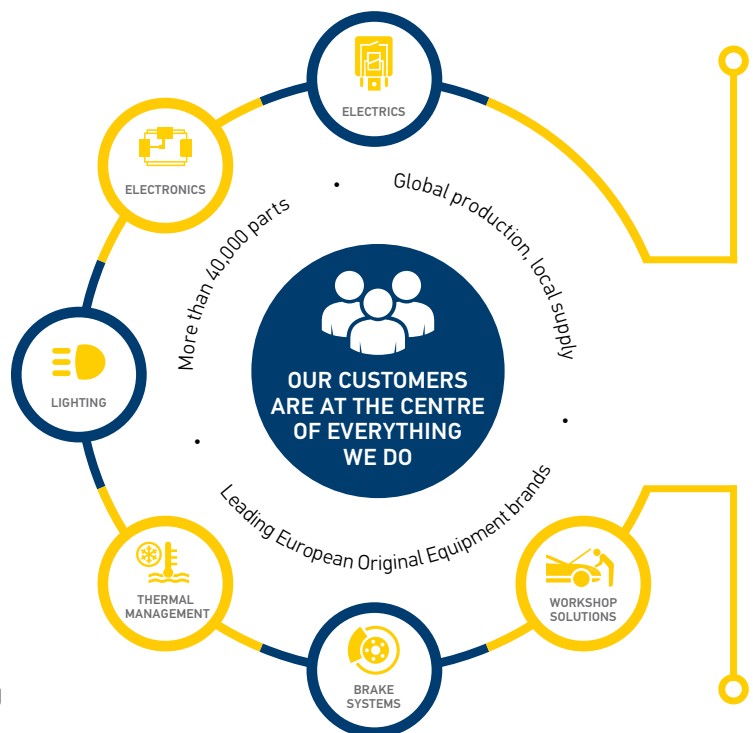 ELECTRICS
ELECTRONICS
Global production, local supply
More than 40,000 parts
OUR CUSTOMERS
ARE AT THE CENTRE
OF EVERYTHING
WE DO
LIGHTING
Leading European Original Equipment brands
THERMAL
MANAGEMENT
WORKSHOP
SOLUTIONS
BRAKE
SYSTEMS